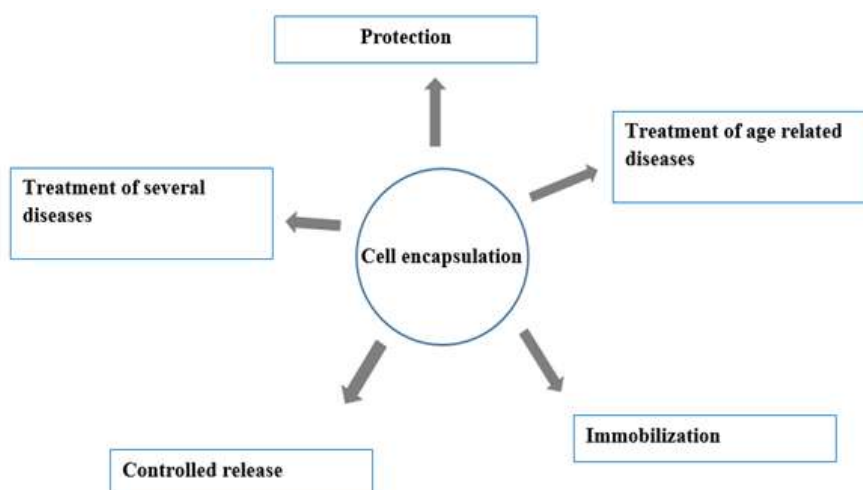 Protection
Treatment of age related
diseases
Treatment of several
diseases
Cell encapsulation
Immobilization
Controlled release